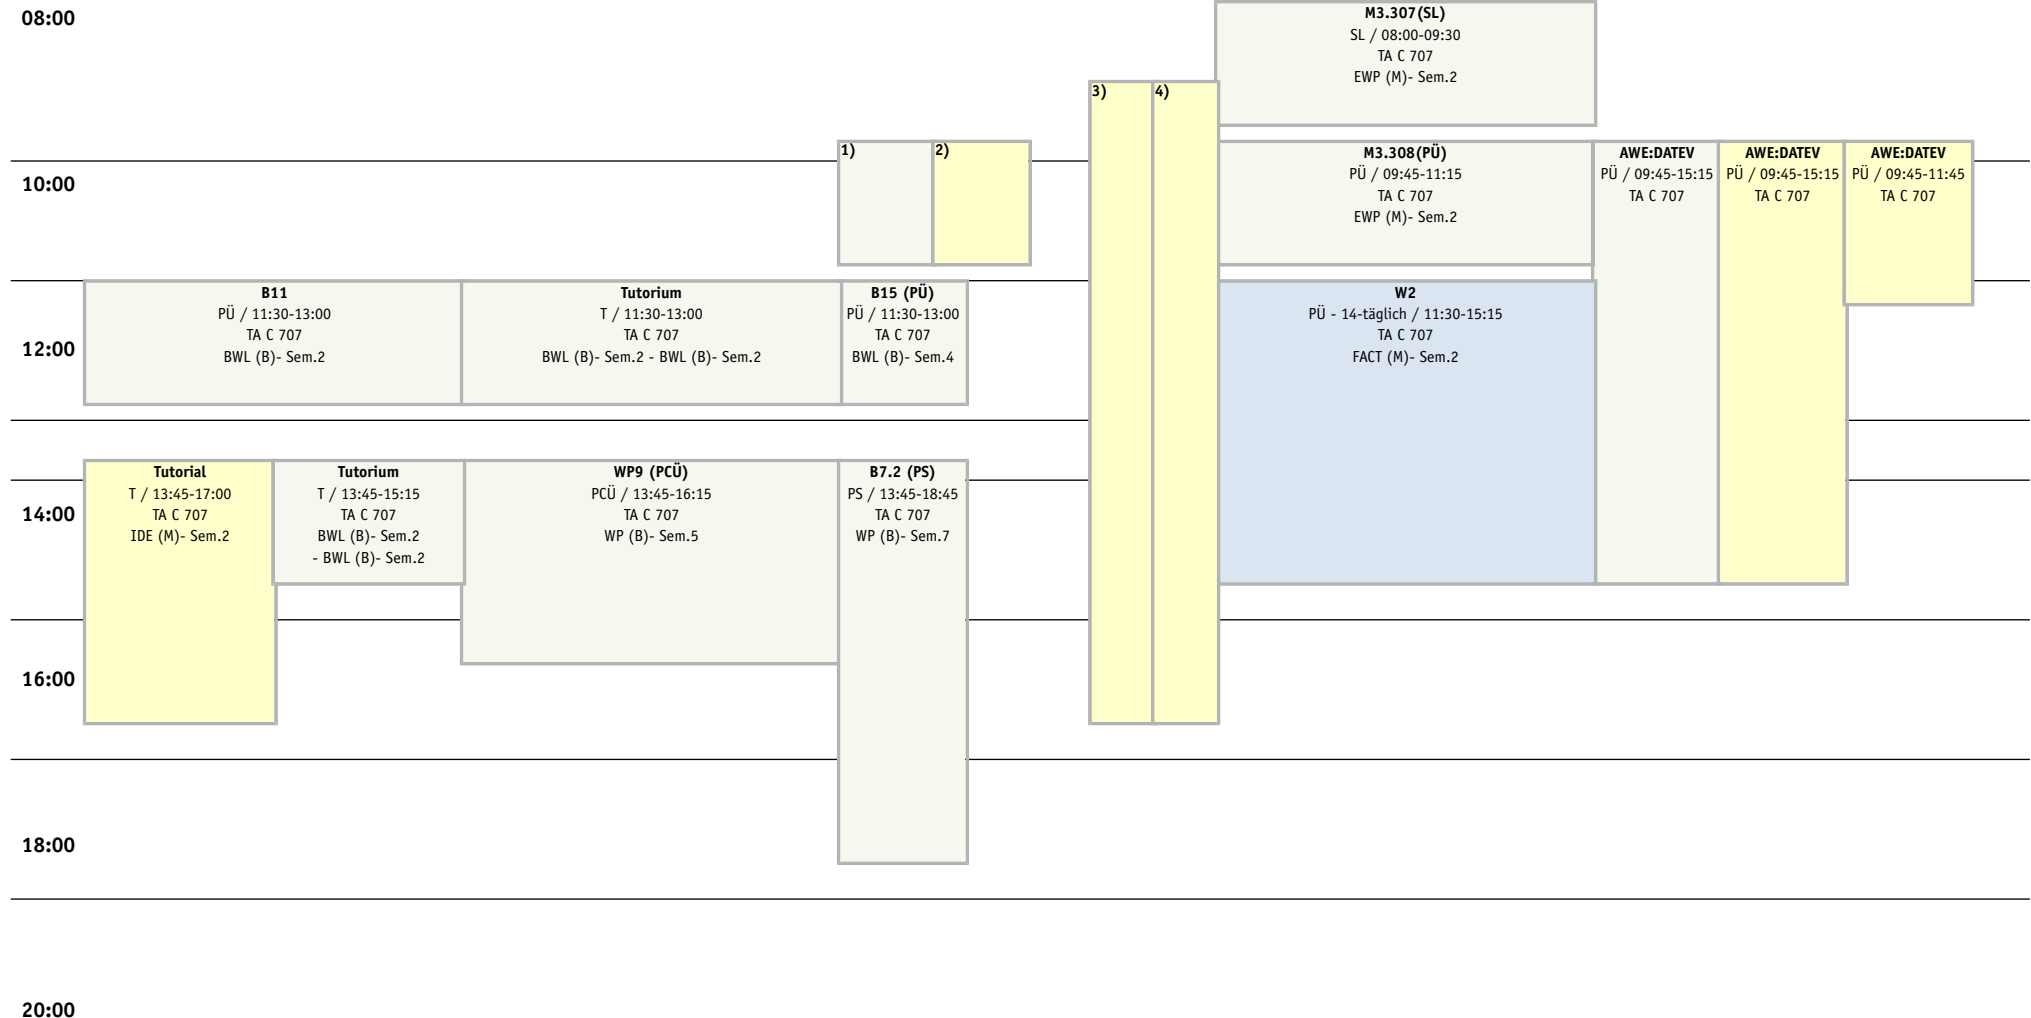 08:00
M3.307(SL)
SL / 08:00-09:30
TA C 707
EWP (M)- Sem.2
3)
4)
1)
2)
M3.308(PÜ)
PÜ / 09:45-11:15
TA C 707
EWP (M)- Sem.2
AWE:DATEV
PÜ / 09:45-15:15
TA C 707
AWE:DATEV
PÜ / 09:45-15:15
TA C 707
AWE:DATEV
PÜ / 09:45-11:45
TA C 707
10:00
B11
PÜ / 11:30-13:00
TA C 707
BWL (B)- Sem.2
Tutorium
T / 11:30-13:00
TA C 707
BWL (B)- Sem.2 - BWL (B)- Sem.2
B15 (PÜ)
PÜ / 11:30-13:00
TA C 707
BWL (B)- Sem.4
W2
PÜ - 14-täglich / 11:30-15:15
TA C 707
FACT (M)- Sem.2
12:00
Tutorial
T / 13:45-17:00
TA C 707
IDE (M)- Sem.2
Tutorium
T / 13:45-15:15
TA C 707
BWL (B)- Sem.2
- BWL (B)- Sem.2
WP9 (PCÜ)
PCÜ / 13:45-16:15
TA C 707
WP (B)- Sem.5
B7.2 (PS)
PS / 13:45-18:45
TA C 707
WP (B)- Sem.7
14:00
16:00
18:00
20:00